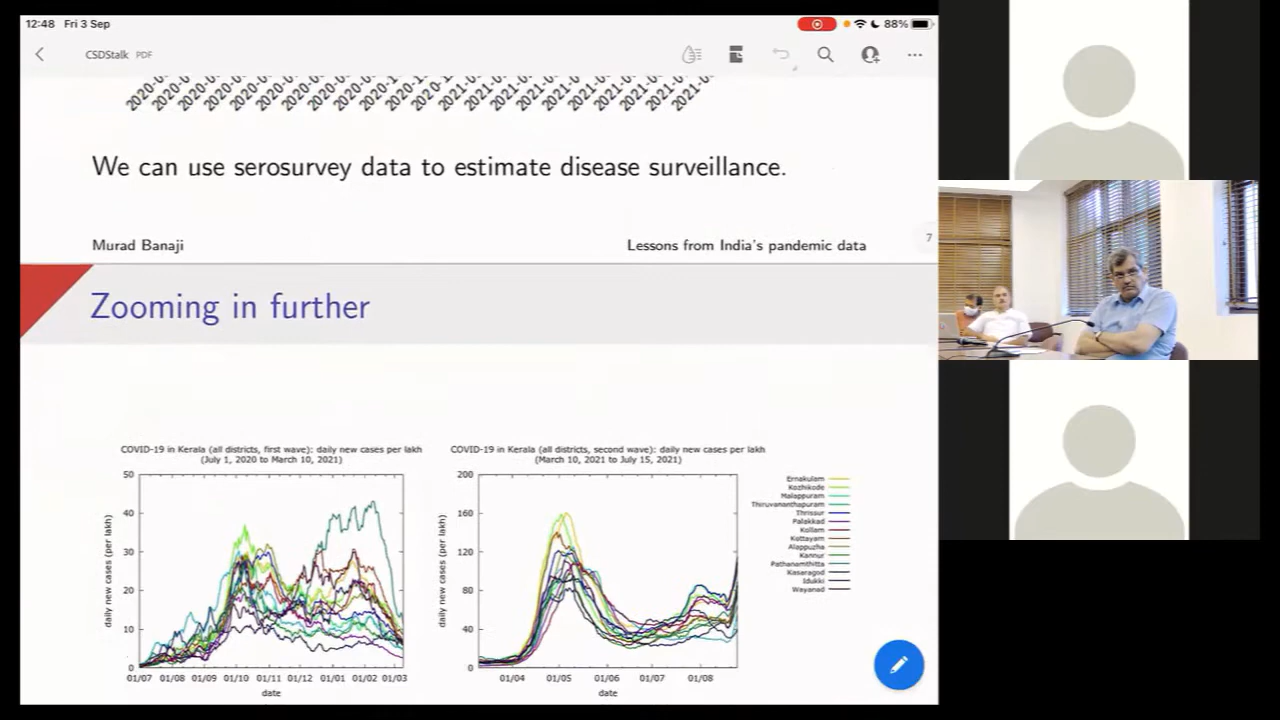 12:48 Fri 3 Sep
88%
CSDStalk PDF
We can use serosurvey data to estimate disease surveillance.
Murad Banaji
Lessons from India's pandemic data
7
Zooming in further
COVID-19 in Kerala (all districts, first wave): daily new cases per lakh
(July 1, 2020 to March 10, 2021)
50
40
30
20
10
0
daily new cases (per lakh)
01/07 01/08 01/09 01/10 01/11 01/12 01/01 01/02 01/03
date
COVID-19 in Kerala (all districts, second wave): daily new cases per lakh
(March 10, 2021 to July 15, 2021)
200
160
120
80
40
0
daily new cases (per lakh)
01/04 01/05 01/06 01/07 01/08
date
Ernakulam
Kozhikode
Malappuram
Thiruvananthapuram
Thrissur
Palakkad
Kollam
Kottayam
Alappuzha
Kannur
Pathanamthitta
Kasaragod
Idukki
Wayanad